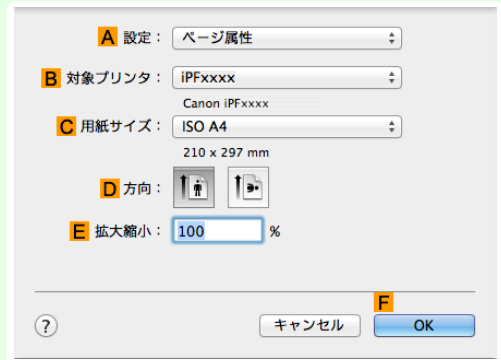 A 設定： ページ属性
B 対象プリンタ： iPFxxxx
Canon iPFxxxx
C 用紙サイズ： ISO A4
210 x 297 mm
D 方向：
E 拡大縮小： 100 %
F
? キャンセル OK